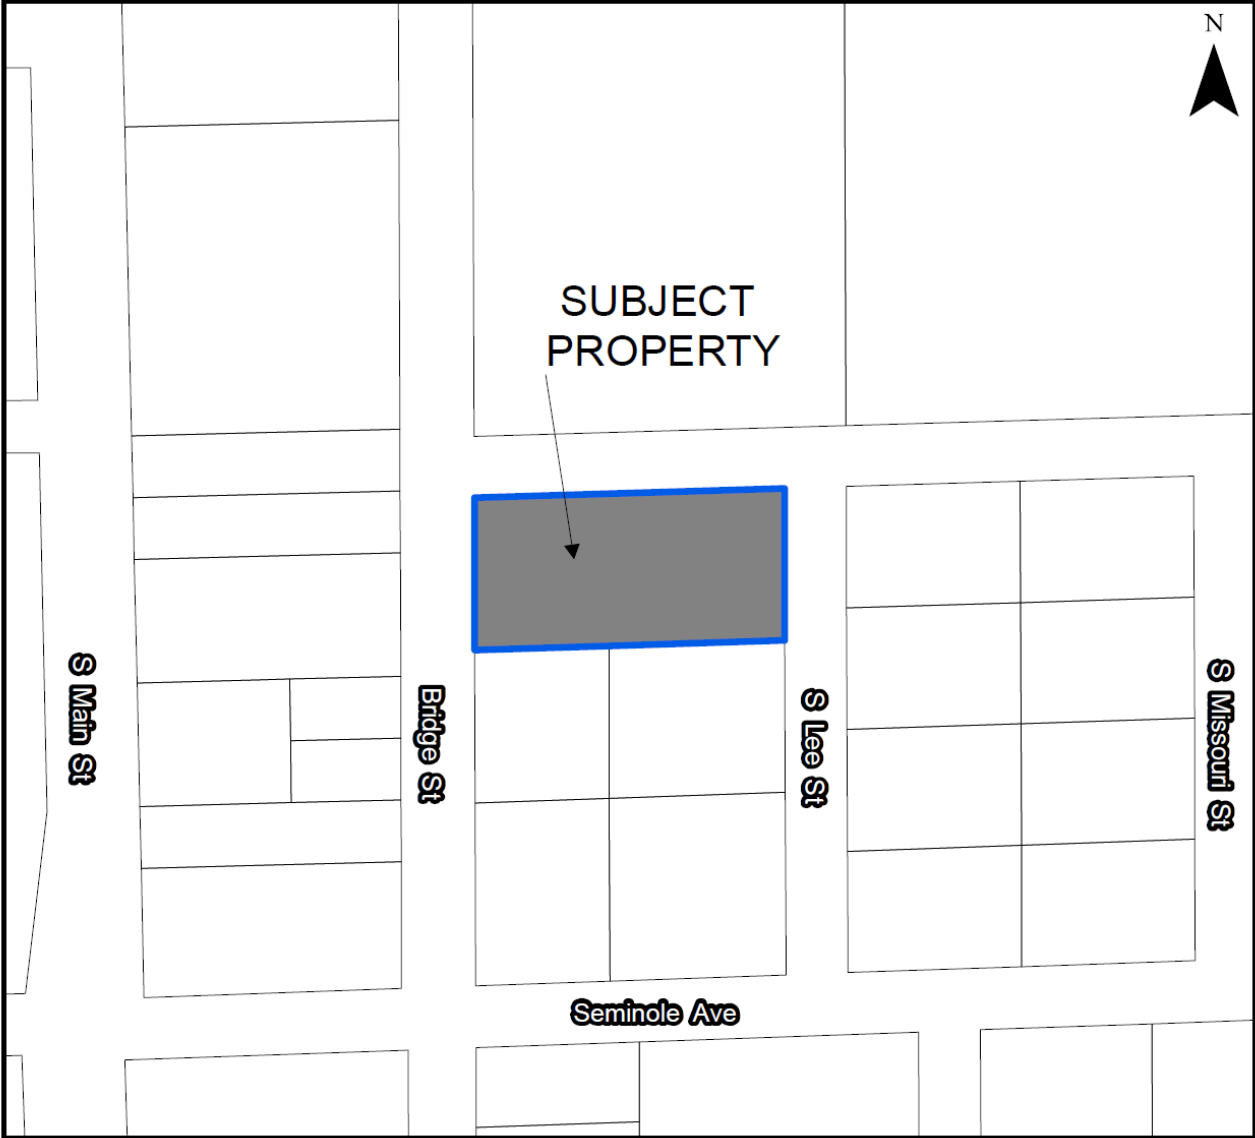 N
SUBJECT
PROPERTY
S Main St
Bridge St
S Lee St
S Missouri St
Seminole Ave